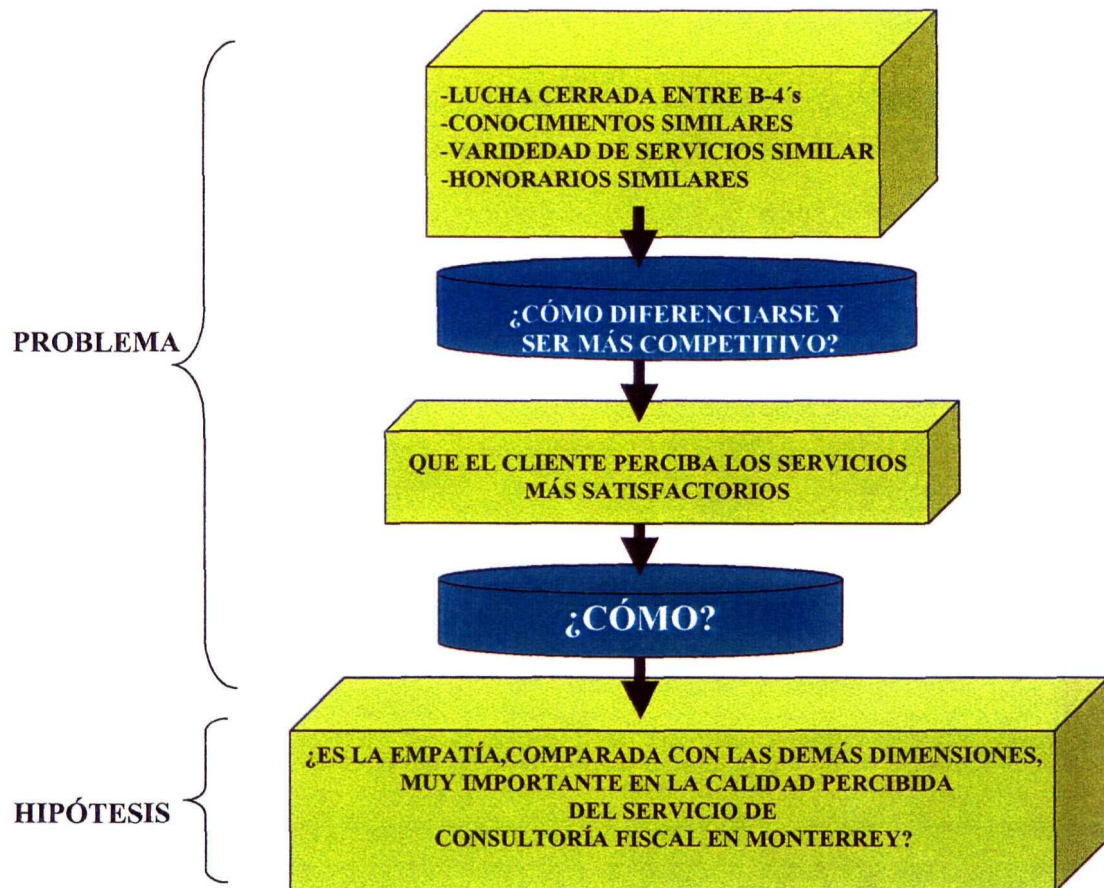 -LUCHA CERRADA ENTRE B-4´s
-CONOCIMIENTOS SIMILARES
-VARIDEDAD DE SERVICIOS SIMILAR
-HONORARIOS SIMILARES
¿CÓMO DIFERENCIARSE Y
SER MÁS COMPETITIVO?
PROBLEMA
QUE EL CLIENTE PERCIBA LOS SERVICIOS
MÁS SATISFACTORIOS
¿CÓMO?
¿ES LA EMPATÍA,COMPARADA CON LAS DEMÁS DIMENSIONES,
MUY IMPORTANTE EN LA CALIDAD PERCIBIDA
DEL SERVICIO DE
CONSULTORÍA FISCAL EN MONTERREY?
HIPÓTESIS